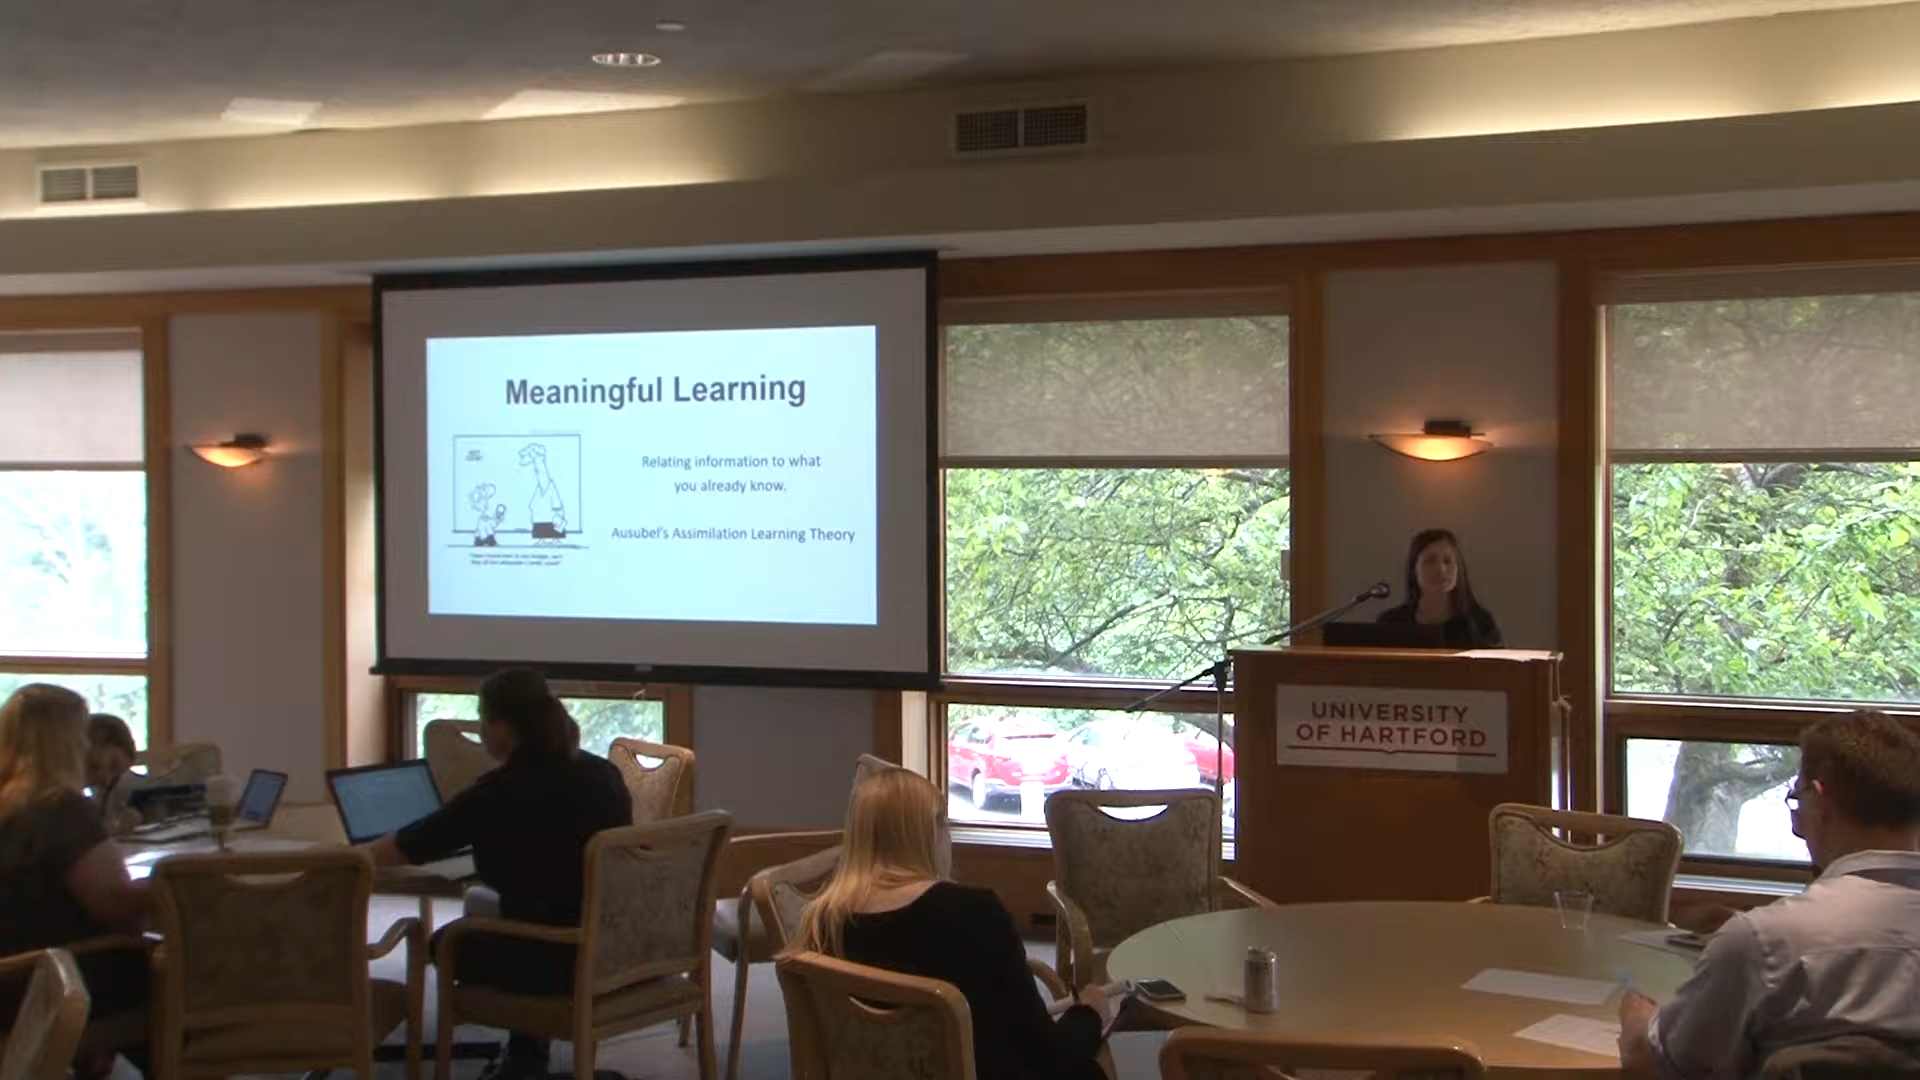 Meaningful Learning
Relating information to what
you already know.
Ausubel's Assimilation Learning Theory
UNIVERSITY
OF HARTFORD